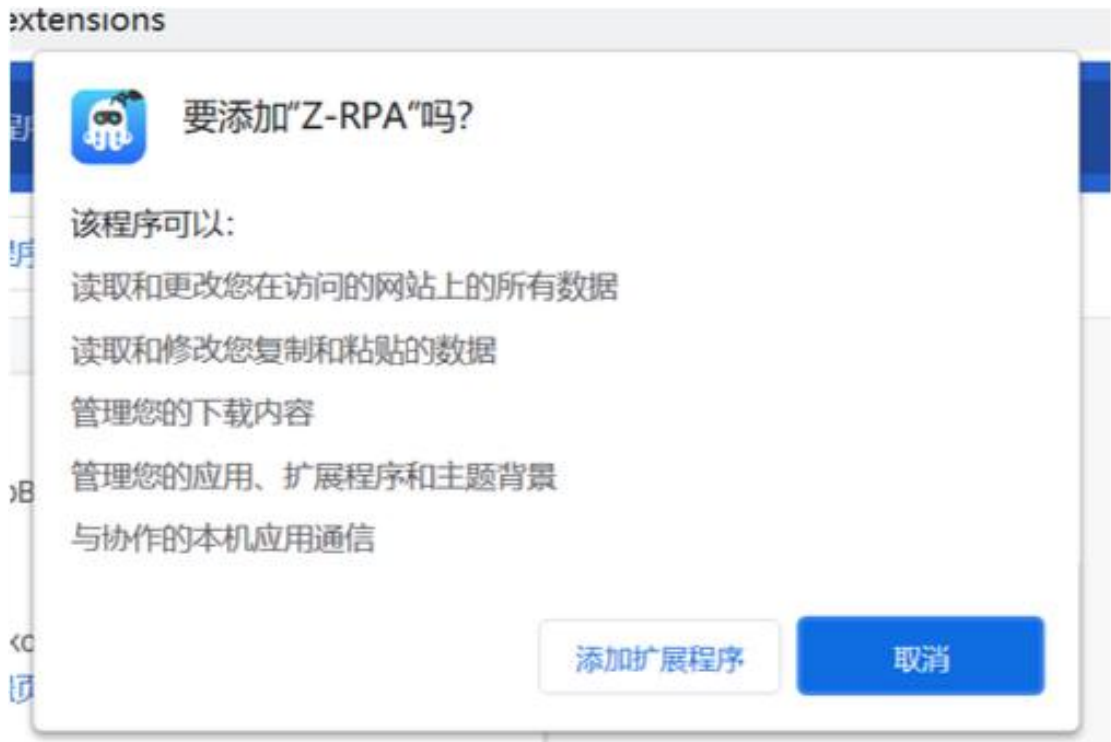 extensions
要添加“Z-RPA”吗?
该程序可以:
读取和更改您在访问的网站上的所有数据
读取和修改您复制和粘贴的数据
管理您的下载内容
管理您的应用、扩展程序和主题背景
与协作的本机应用通信
添加扩展程序
取消